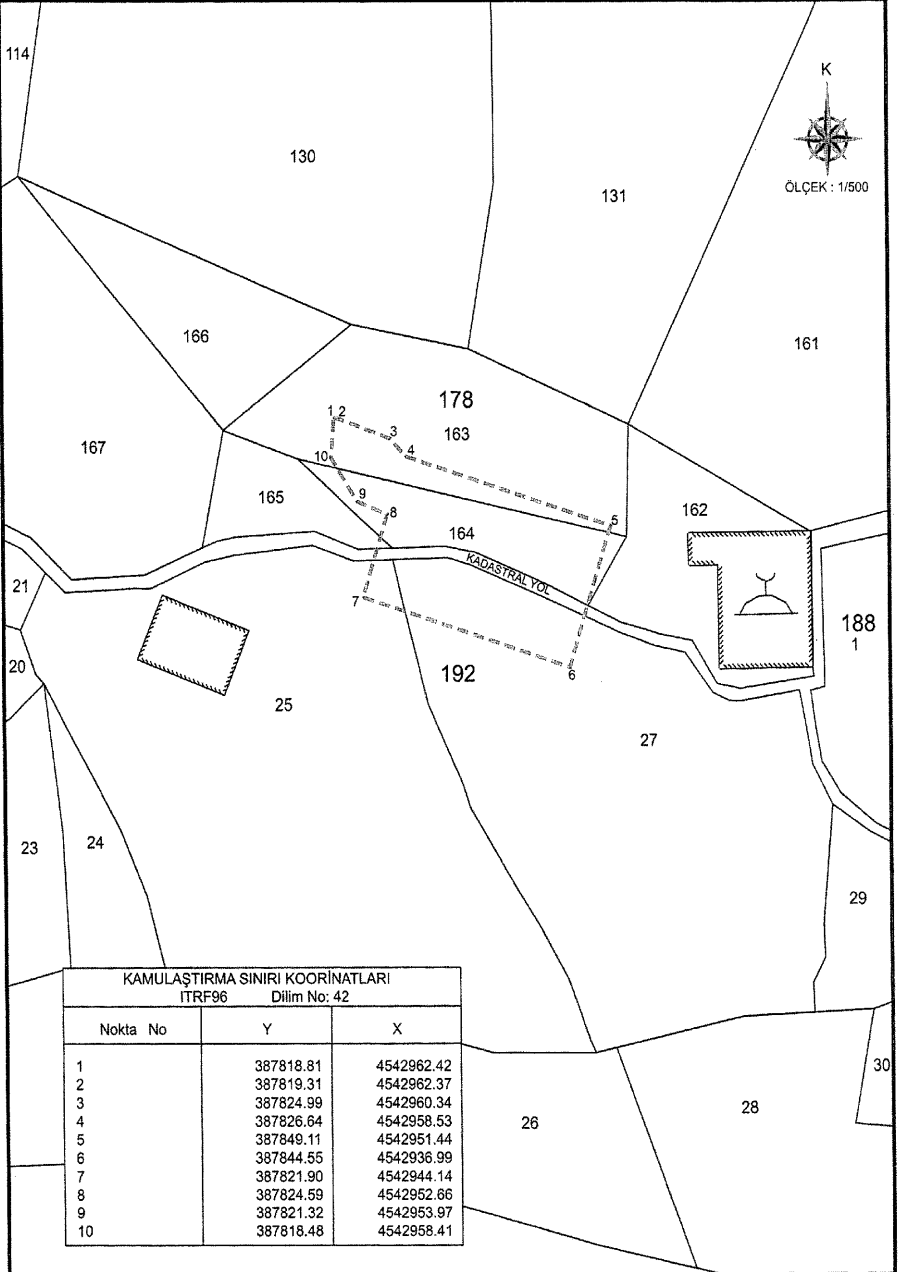 114
K
130
131
ÖLÇEK : 1/500
166
161
178
1 2
3
163
167
4
10
165
9
8
5
162
164
KADASTRAL YOL
21
7
188
1
20
192
6
25
27
23
24
29
KAMULAŞTIRMA SINIRI KOORİNATLARI
ITRF96 Dilim No: 42
Nokta No Y X
1 387818.81 4542962.42
2 387819.31 4542962.37
3 387824.99 4542960.34
4 387826.64 4542958.53
5 387849.11 4542951.44
6 387844.55 4542936.99
7 387821.90 4542944.14
8 387824.59 4542952.66
9 387821.32 4542953.97
10 387818.48 4542958.41
30
26
28